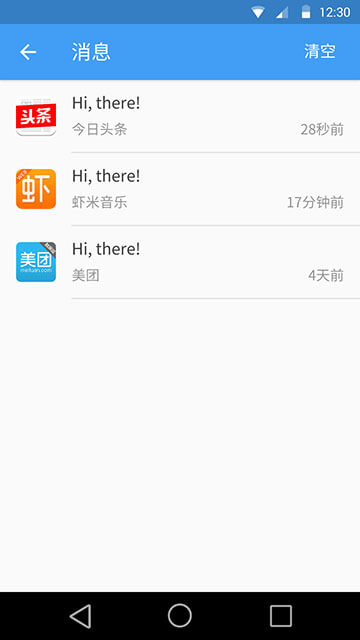 12:30
消息 清空
头条
Hi, there!
今日头条 28秒前
虾
Hi, there!
虾米音乐 17分钟前
美团
meituan.com
Hi, there!
美团 4天前